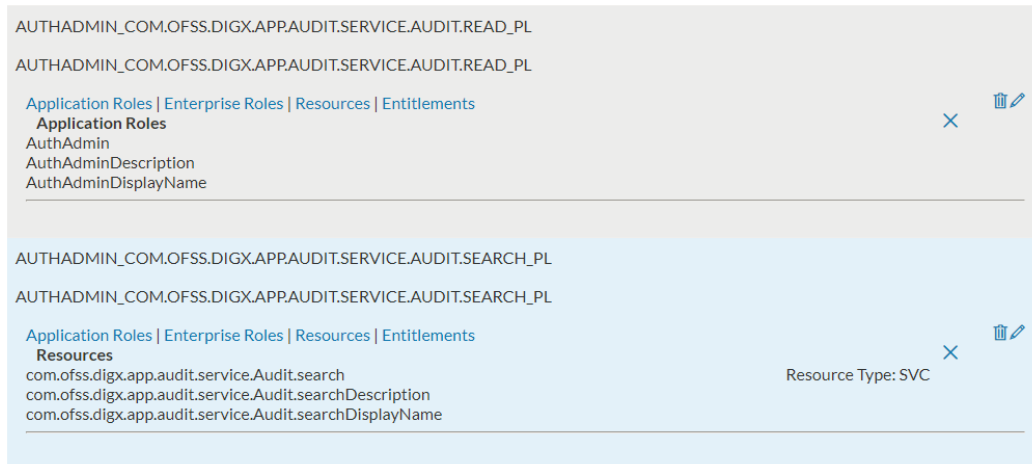 AUTHADMIN_COM.OFSS.DIGX.APP.AUDIT.SERVICE.AUDIT.READ_PL
AUTHADMIN_COM.OFSS.DIGX.APP.AUDIT.SERVICE.AUDIT.READ_PL
Application Roles | Enterprise Roles | Resources | Entitlements
Application Roles
AuthAdmin
AuthAdminDescription
AuthAdminDisplayName
AUTHADMIN_COM.OFSS.DIGX.APP.AUDIT.SERVICE.AUDIT.SEARCH_PL
AUTHADMIN_COM.OFSS.DIGX.APP.AUDIT.SERVICE.AUDIT.SEARCH_PL
Application Roles | Enterprise Roles | Resources | Entitlements
Resources
com.ofss.digx.app.audit.service.Audit.search Resource Type: SVC
com.ofss.digx.app.audit.service.Audit.searchDescription
com.ofss.digx.app.audit.service.Audit.searchDisplayName